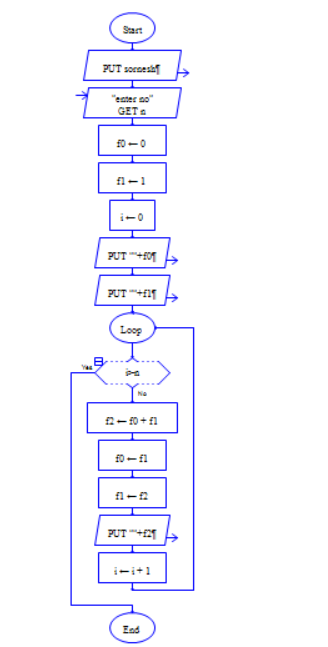 Start
PUT somesh¶
"enter no"
GET n
f0 ← 0
f1 ← 1
i ← 0
PUT ""+f0¶
PUT ""+f1¶
Loop
Yes
i>n
No
f2 ← f0 + f1
f0 ← f1
f1 ← f2
PUT ""+f2¶
i ← i + 1
End